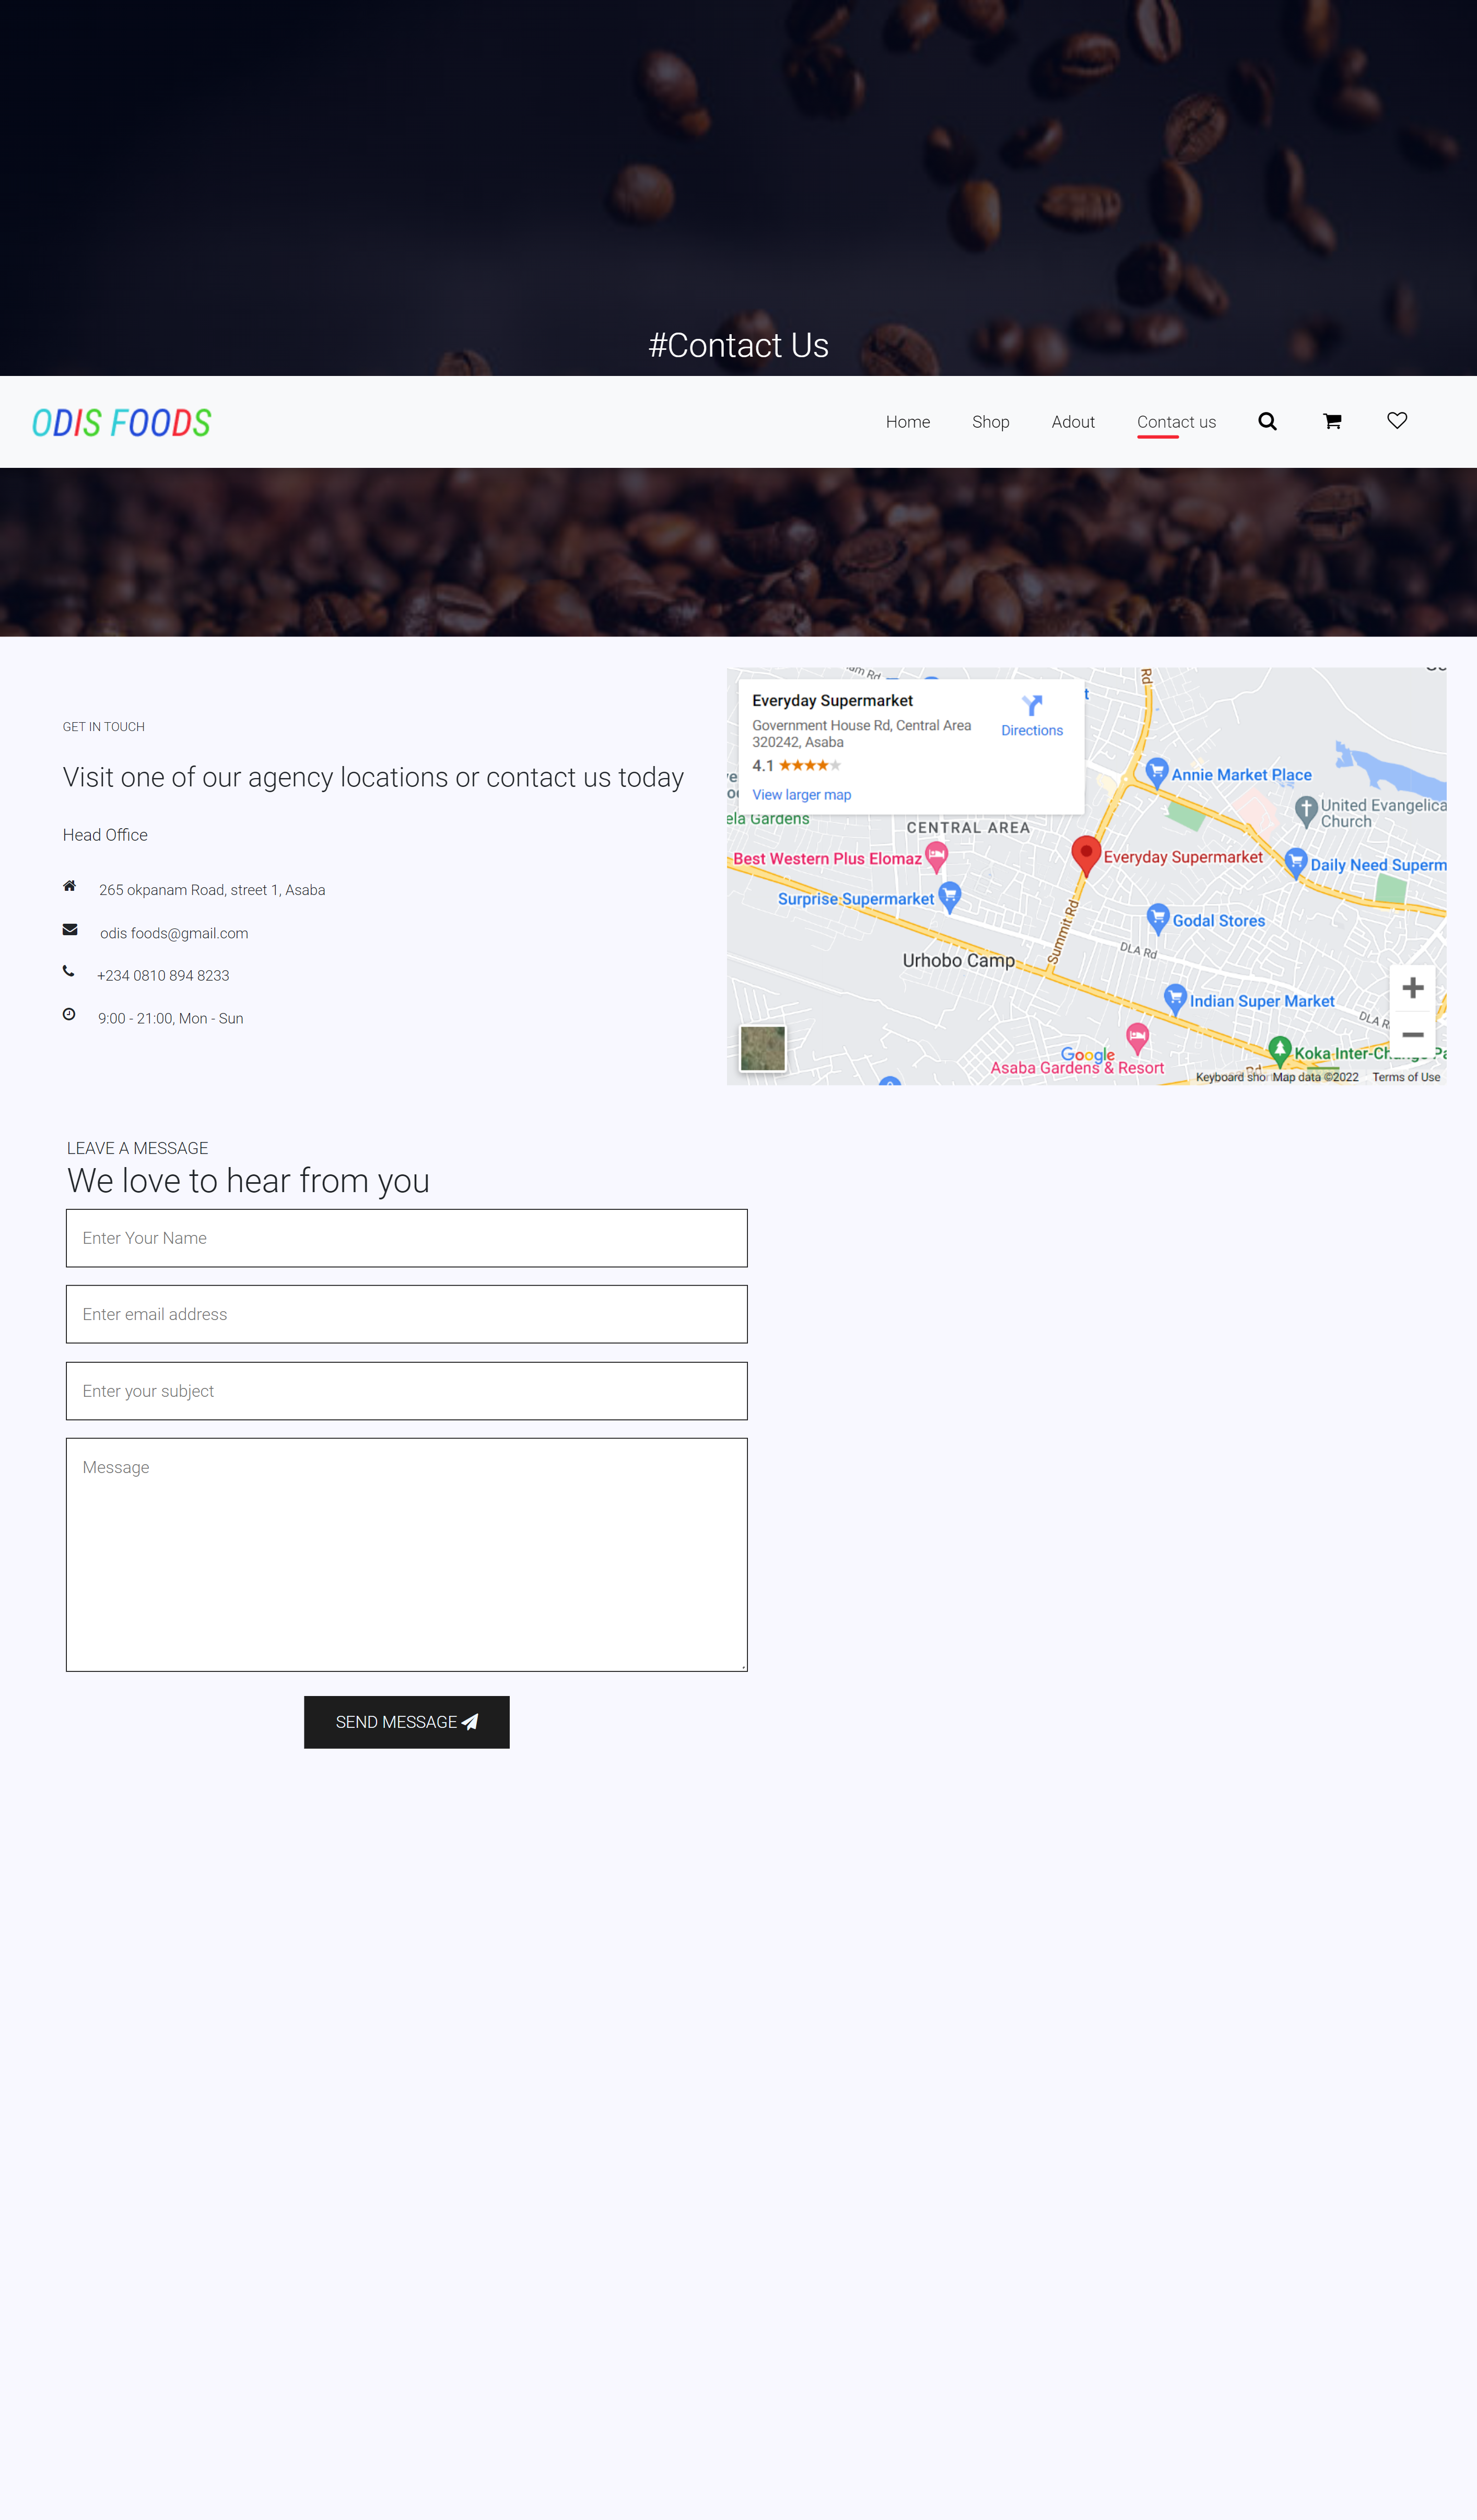 #Contact Us
ODIS FOODS
Home Shop Adout Contact us
GET IN TOUCH
Visit one of our agency locations or contact us today
Head Office
265 okpanam Road, street 1, Asaba
odis foods@gmail.com
+234 0810 894 8233
9:00 - 21:00, Mon - Sun
Rd
Everyday Supermarket
Directions
Government House Rd, Central Area
320242, Asaba
4.1
View larger map
ela Gardens
CENTRAL AREA
Annie Market Place
United Evangelica
Church
Best Western Plus Elomaz
Everyday Supermarket
Daily Need Superm
Surprise Supermarket
Godal Stores
Summit Rd
DLA Rd
Urhobo Camp
Indian Super Market
DLA R
Google
Koka Inter-Change Pa
Asaba Gardens & Resort
Keyboard sho Map data ©2022 Terms of Use
LEAVE A MESSAGE
We love to hear from you
Enter Your Name
Enter email address
Enter your subject
Message
SEND MESSAGE